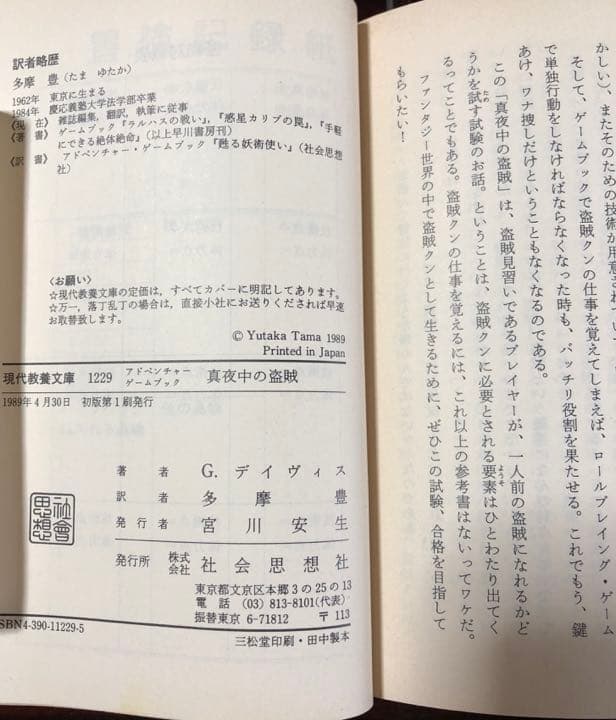 かしい)、またそのための技術が用意さ
そして、ゲームブックで盗賊クンの仕事を覚えてしまえば、ロールプレイング・ゲーム
で単独行動をしなければならなくなった時も、バッチリ役割を果たせる。これでもう、鍵
あけ、ワナ捜しだけということもなくなるのである。
この「真夜中の盗賊」は、盗賊見習いであるプレイヤーが、一人前の盗賊になれるかど
うかを試す試験のお話。ということは、盗賊クンに必要とされる要素はひとわたり出てく
るってことでもある。盗賊クンの仕事を覚えるには、これ以上の参考書はないってワケだ。
ファンタジー世界の中で盗賊クンとして生きるために、ぜひこの試験、合格を目指して
もらいたい!
訳者略歴
多摩 豊(たま ゆたか)
1962年 東京に生まる
1984年 慶応義塾大学法学部卒業
〈現 在〉 雑誌編集,翻訳,執筆に従事
〈著 書〉 ゲームブック『ラルハスの戦い』,『惑星カリブの罠』,『手軽
にできる絶体絶命』(以上早川書房刊)
〈訳 書〉 アドベンチャー・ゲームブック『甦る妖術使い』(社会思想
社)
〈お願い〉
☆現代教養文庫の定価は,すべてカバーに明記してあります。
☆万一,落丁乱丁の場合は,直接小社にお送りくだされば早速
お取替致します。
© Yutaka Tama 1989
Printed in Japan
現代教養文庫 1229 アドベンチャー
ゲームブック 真夜中の盗賊
1989年4月30日 初版第1刷発行
著者 G.デイヴィス
訳者 多摩豊
発行者 宮川安生
発行所 株式
会社 社会思想社
東京都文京区本郷3の25の13
電話 (03) 813-8101(代表)
振替東京 6-71812 〒113
社會
思想
ISBN4-390-11229-5
三松堂印刷・田中製本